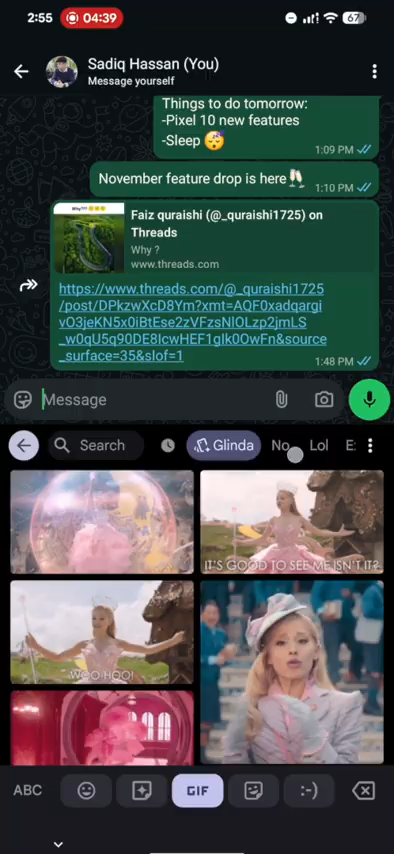 2:55
04:39
67
Sadiq Hassan (You)
Message yourself
Things to do tomorrow:
-Pixel 10 new features
-Sleep 😴
1:09 PM
November feature drop is here🥂
1:10 PM
Faiz quraishi (@_quraishi1725) on
Threads
Why ?
www.threads.com
https://www.threads.com/@_quraishi1725
/post/DPkzwXcD8Ym?xmt=AQF0xadqargi
vO3jeKN5x0iBtEse2zVFzsNlOLzp2jmLS
_w0qU5q90DE8IcwHEF1gIk0OwFn&source
_surface=35&slof=1
1:48 PM
Message
Search
Glinda
No
Lol
E:
IT'S GOOD TO SEE ME ISN'T IT?
WOO HOO!
ABC
GIF
:-)